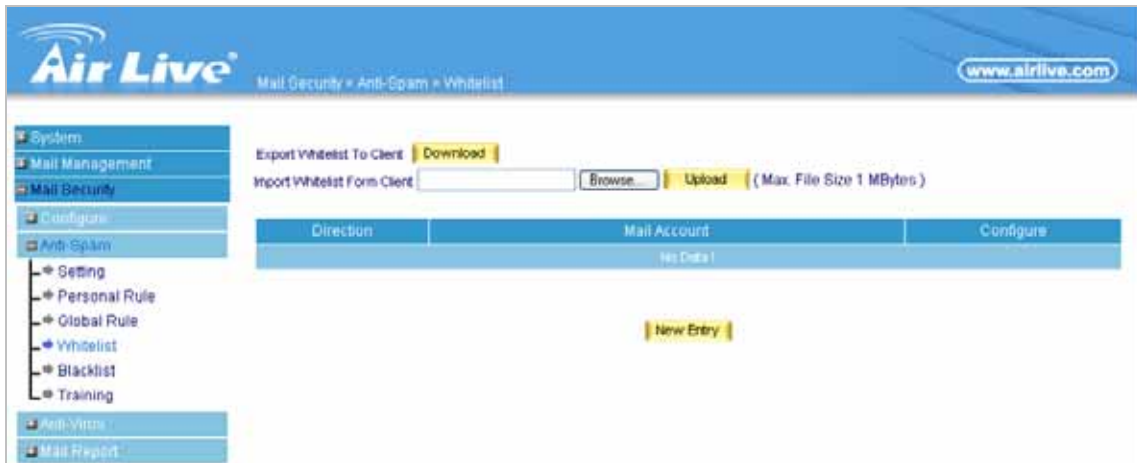 Air Live®
Mail Security > Anti-Spam > Whitelist
www.airlive.com
System
Mail Management
Mail Security
Configure
Anti-Spam
Setting
Personal Rule
Global Rule
Whitelist
Blacklist
Training
Anti-Virus
Mail Report
Export Whitelist To Client Download
Import Whitelist Form Client Browse... Upload ( Max. File Size 1 MBytes )
Direction Mail Account Configure
No Data !
New Entry